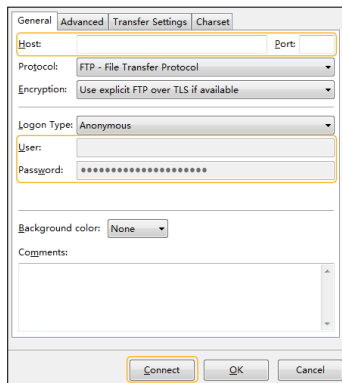 General Advanced Transfer Settings Charset
Host: Port:
Protocol: FTP - File Transfer Protocol
Encryption: Use explicit FTP over TLS if available
Logon Type: Anonymous
User:
Password: ●●●●●●●●●●●●●●●●●●●●
Background color: None
Comments:
Connect OK Cancel